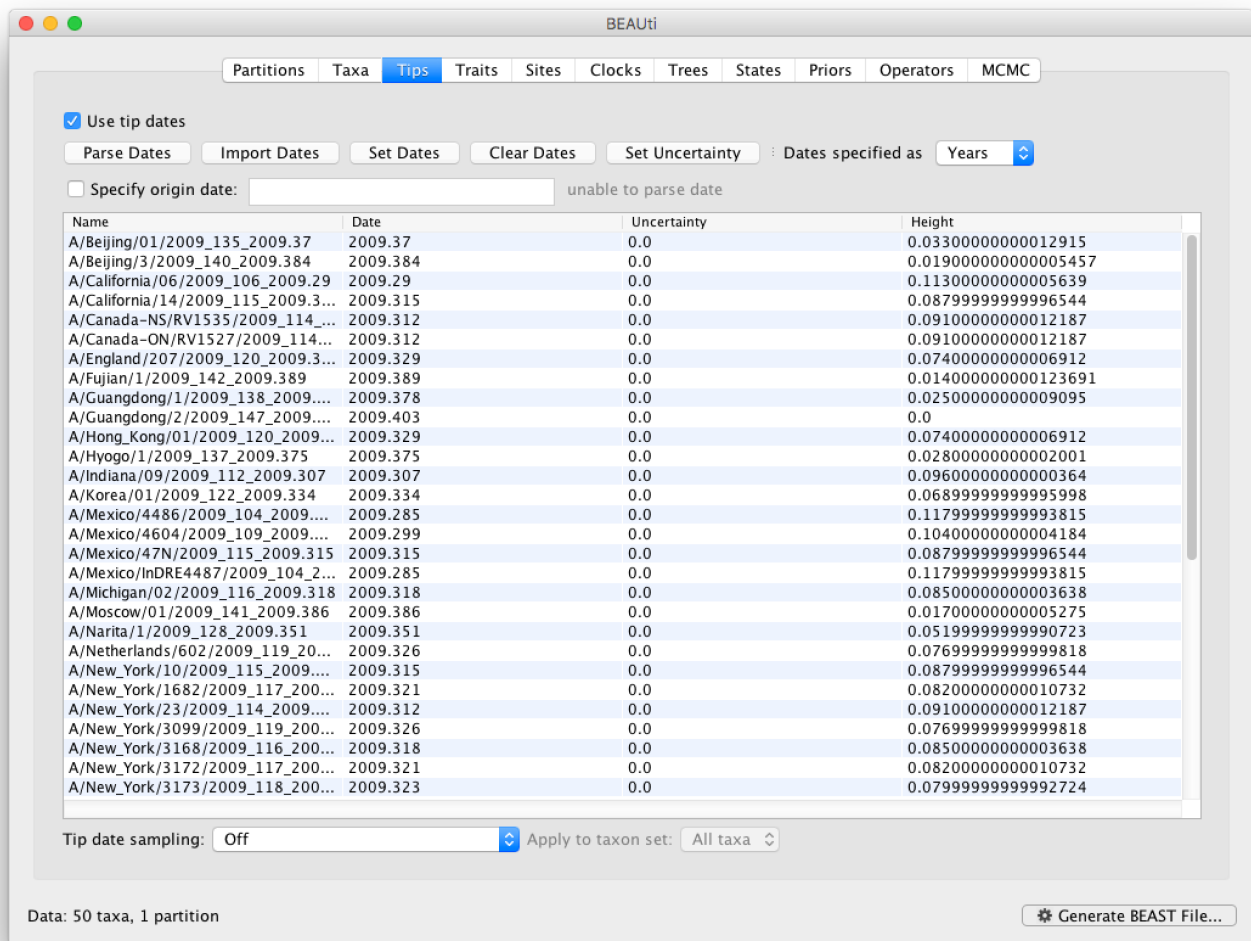 BEAUti
Partitions Taxa Tips Traits Sites Clocks Trees States Priors Operators MCMC
Use tip dates
Parse Dates Import Dates Set Dates Clear Dates Set Uncertainty Dates specified as Years
Specify origin date: unable to parse date
Name Date Uncertainty Height
A/Beijing/01/2009_135_2009.37 2009.37 0.0 0.03300000000012915
A/Beijing/3/2009_140_2009.384 2009.384 0.0 0.019000000000005457
A/California/06/2009_106_2009.29 2009.29 0.0 0.11300000000005639
A/California/14/2009_115_2009.3... 2009.315 0.0 0.08799999999996544
A/Canada-NS/RV1535/2009_114_... 2009.312 0.0 0.09100000000012187
A/Canada-ON/RV1527/2009_114... 2009.312 0.0 0.09100000000012187
A/England/207/2009_120_2009.3... 2009.329 0.0 0.07400000000006912
A/Fujian/1/2009_142_2009.389 2009.389 0.0 0.014000000000123691
A/Guangdong/1/2009_138_2009.... 2009.378 0.0 0.02500000000009095
A/Guangdong/2/2009_147_2009.... 2009.403 0.0 0.0
A/Hong_Kong/01/2009_120_2009... 2009.329 0.0 0.07400000000006912
A/Hyogo/1/2009_137_2009.375 2009.375 0.0 0.02800000000002001
A/Indiana/09/2009_112_2009.307 2009.307 0.0 0.09600000000000364
A/Korea/01/2009_122_2009.334 2009.334 0.0 0.06899999999995998
A/Mexico/4486/2009_104_2009.... 2009.285 0.0 0.11799999999993815
A/Mexico/4604/2009_109_2009.... 2009.299 0.0 0.10400000000004184
A/Mexico/47N/2009_115_2009.315 2009.315 0.0 0.08799999999996544
A/Mexico/InDRE4487/2009_104_2... 2009.285 0.0 0.11799999999993815
A/Michigan/02/2009_116_2009.318 2009.318 0.0 0.08500000000003638
A/Moscow/01/2009_141_2009.386 2009.386 0.0 0.01700000000005275
A/Narita/1/2009_128_2009.351 2009.351 0.0 0.05199999999990723
A/Netherlands/602/2009_119_20... 2009.326 0.0 0.07699999999999818
A/New_York/10/2009_115_2009.... 2009.315 0.0 0.08799999999996544
A/New_York/1682/2009_117_200... 2009.321 0.0 0.08200000000010732
A/New_York/23/2009_114_2009.... 2009.312 0.0 0.09100000000012187
A/New_York/3099/2009_119_200... 2009.326 0.0 0.07699999999999818
A/New_York/3168/2009_116_200... 2009.318 0.0 0.08500000000003638
A/New_York/3172/2009_117_200... 2009.321 0.0 0.08200000000010732
A/New_York/3173/2009_118_200... 2009.323 0.0 0.07999999999992724
Tip date sampling: Off Apply to taxon set: All taxa
Data: 50 taxa, 1 partition Generate BEAST File...